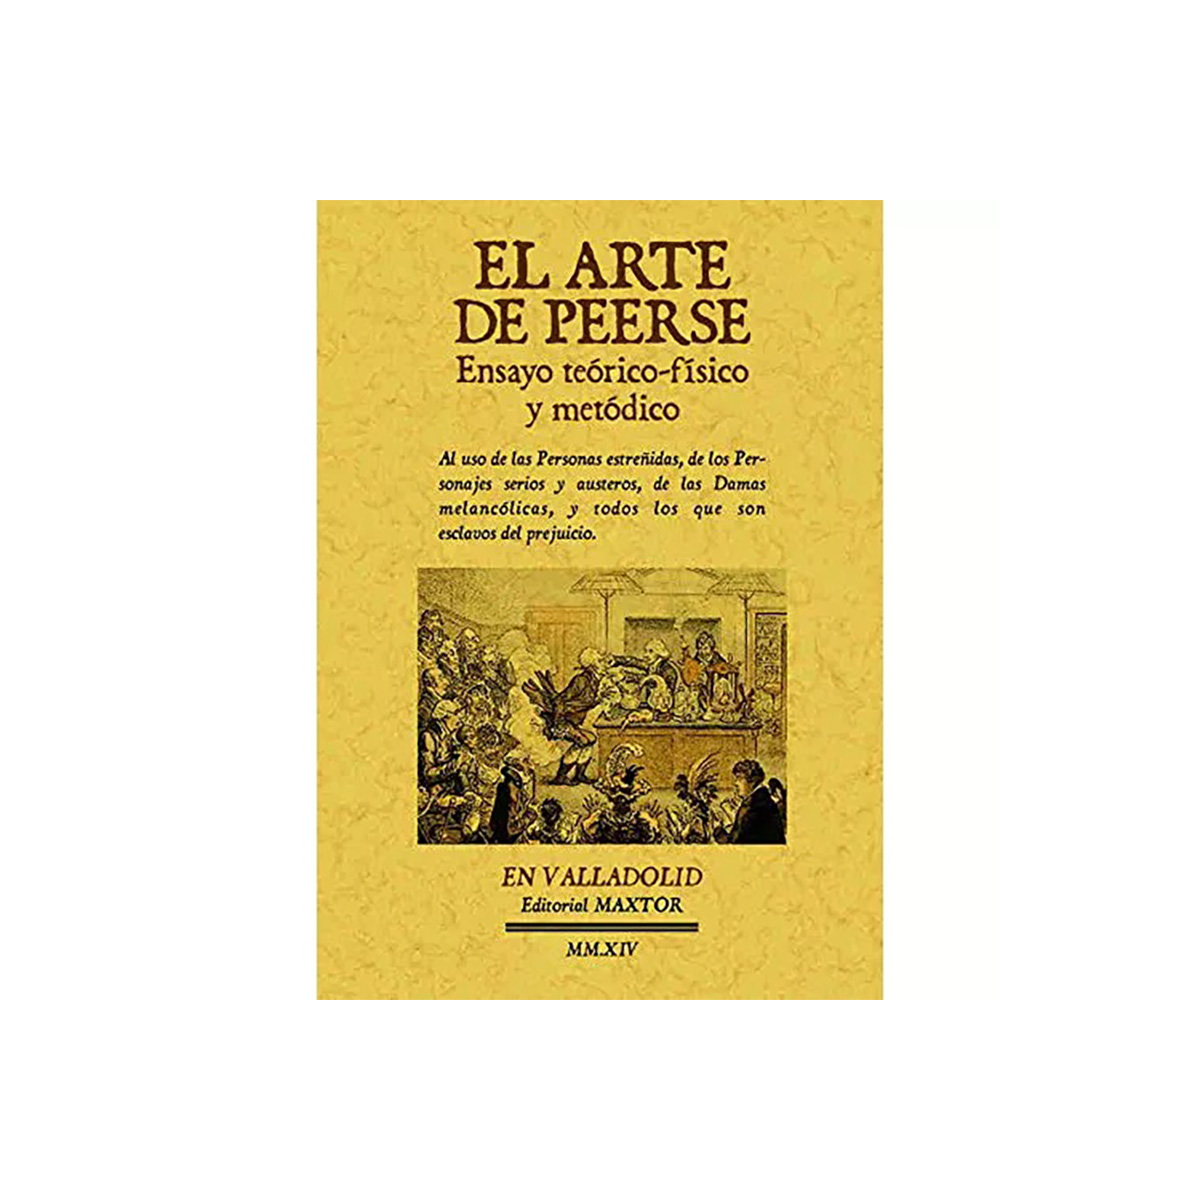 EL ARTE
DE PEERSE
Ensayo teórico-físico
y metódico
Al uso de las Personas estreñidas, de los Per-
sonajes serios y austeros, de las Damas
melancólicas, y todos los que son
esclavos del prejuicio.
EN VALLADOLID
Editorial MAXTOR
MM.XIV